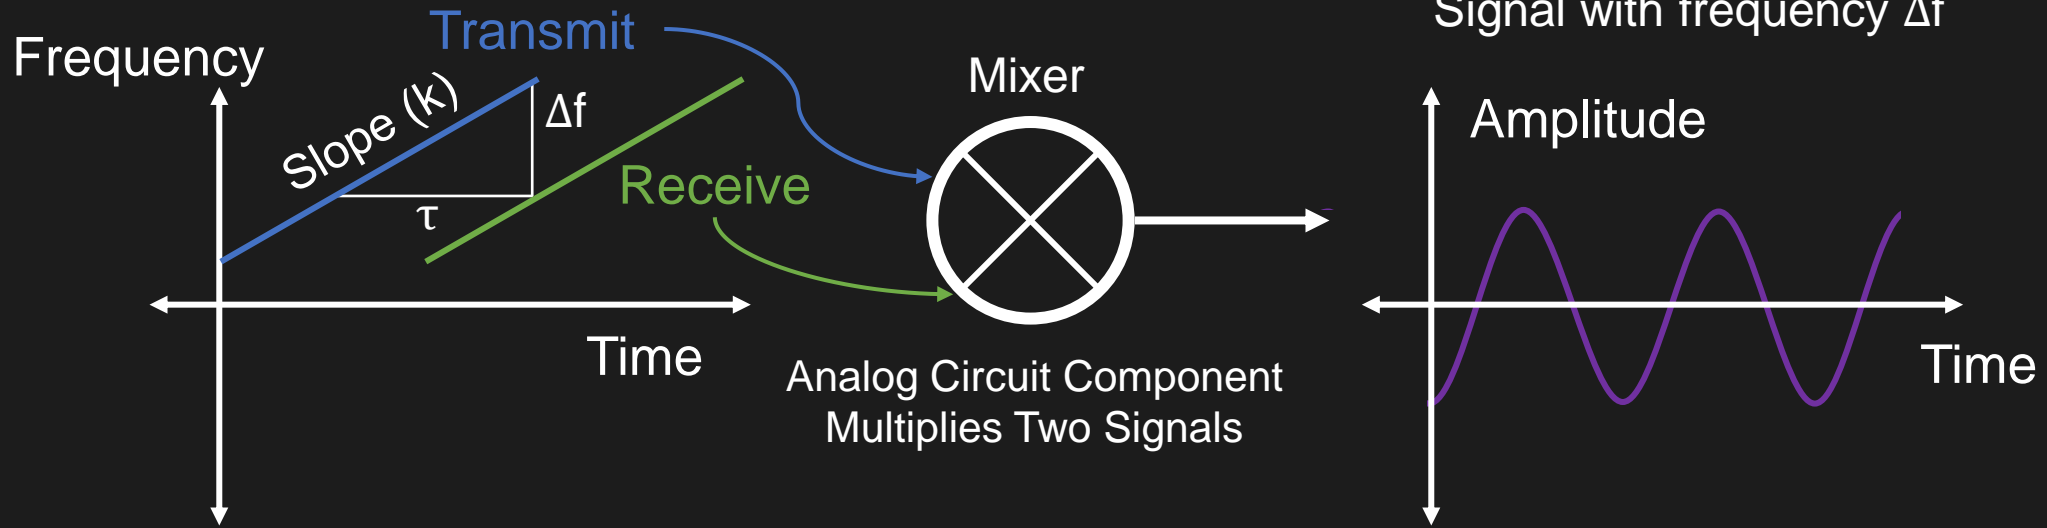 Frequency
Transmit
Slope (k)
Δf
τ
Receive
Time
Mixer
Analog Circuit Component
Multiplies Two Signals
Signal with frequency Δf
Amplitude
Time